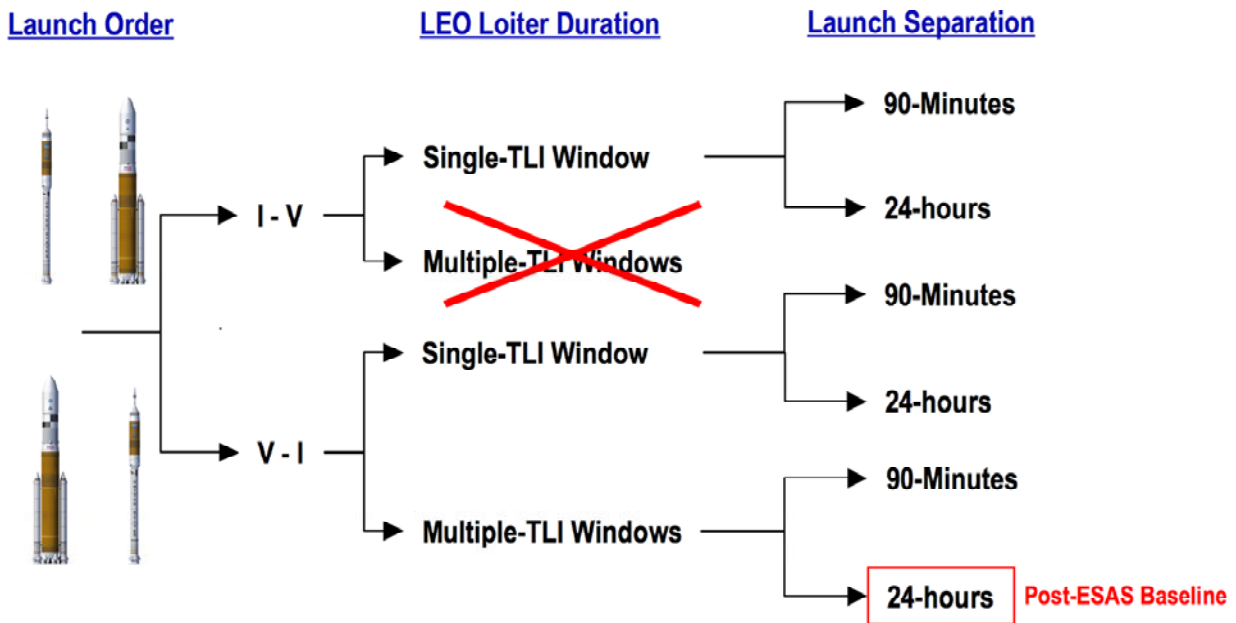 Launch Order
LEO Loiter Duration
Launch Separation
90-Minutes
Single-TLI Window
24-hours
I - V
Multiple-TLI Windows
90-Minutes
Single-TLI Window
24-hours
V - I
90-Minutes
Multiple-TLI Windows
24-hours
Post-ESAS Baseline